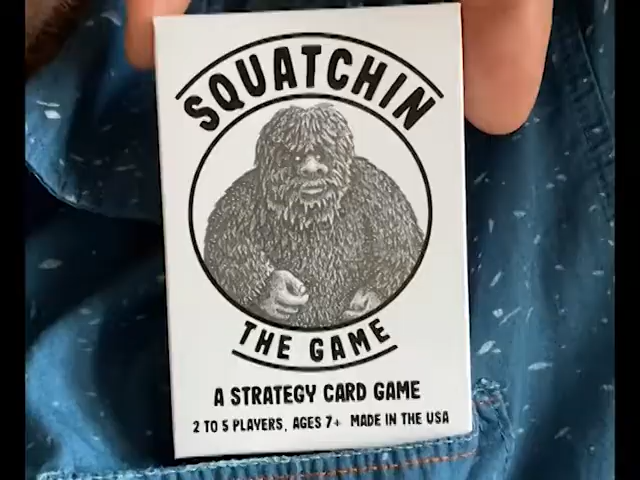 SQUATCHIN
THE GAME
A STRATEGY CARD GAME
2 TO 5 PLAYERS, AGES 7+ MADE IN THE USA